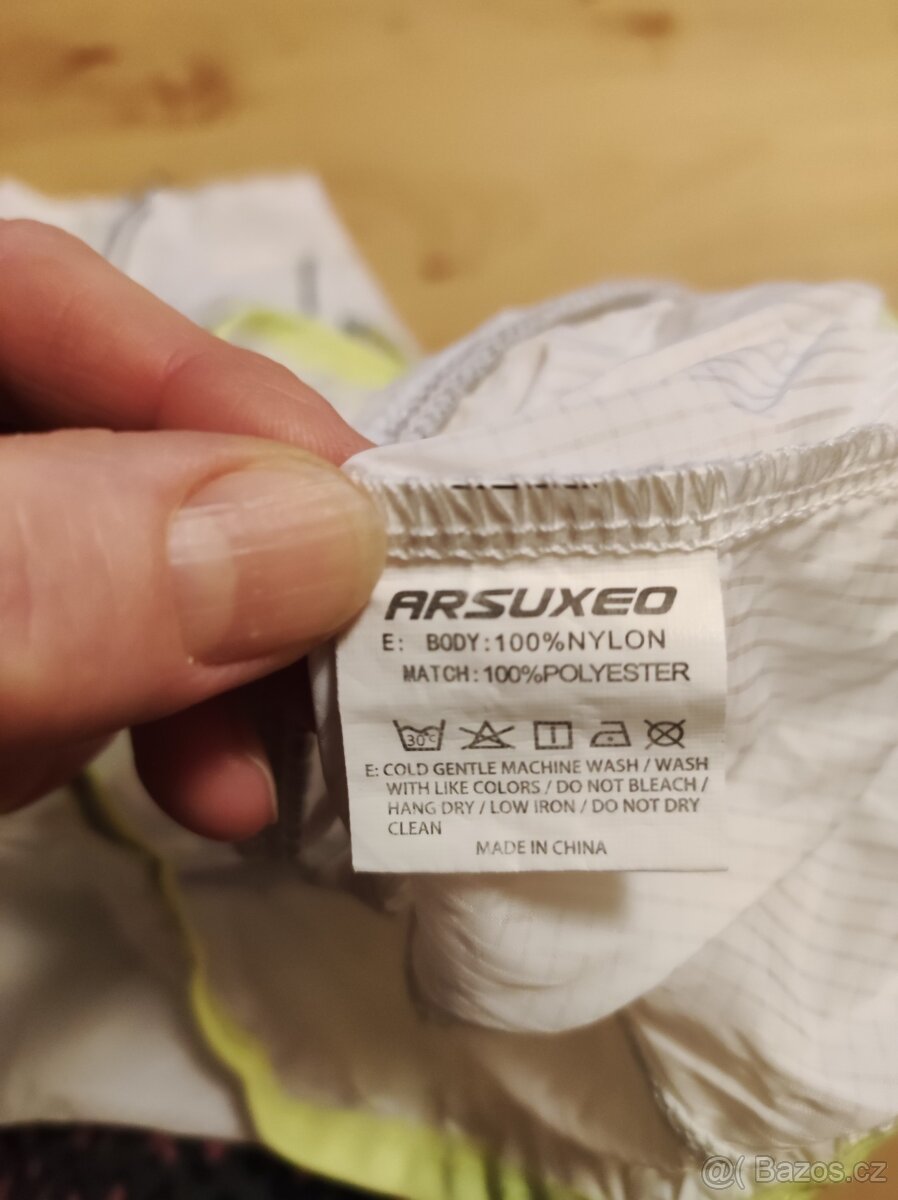 ARSUXEO
E: BODY:100%NYLON
MATCH:100%POLYESTER
30°C
E: COLD GENTLE MACHINE WASH / WASH
WITH LIKE COLORS / DO NOT BLEACH /
HANG DRY / LOW IRON / DO NOT DRY
CLEAN
MADE IN CHINA
@( Bazos.cz